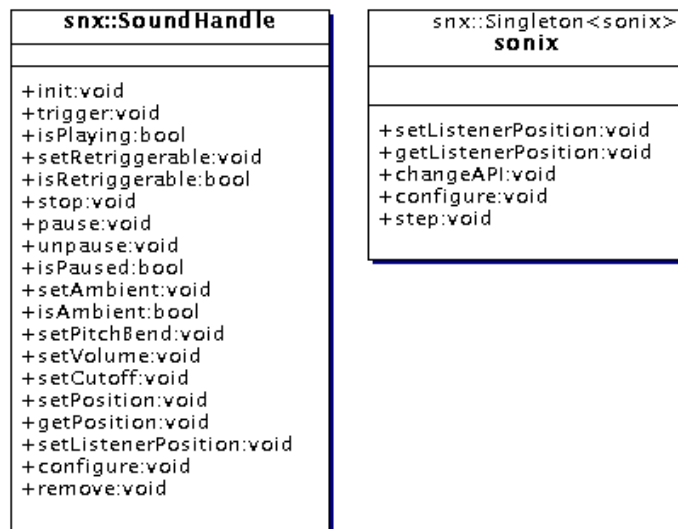 snx::SoundHandle
+init:void
+trigger:void
+isPlaying:bool
+setRetriggerable:void
+isRetriggerable:bool
+stop:void
+pause:void
+unpause:void
+isPaused:bool
+setAmbient:void
+isAmbient:bool
+setPitchBend:void
+setVolume:void
+setCutoff:void
+setPosition:void
+getPosition:void
+setListenerPosition:void
+configure:void
+remove:void
snx::Singleton<sonix>
sonix
+setListenerPosition:void
+getListenerPosition:void
+changeAPI:void
+configure:void
+step:void